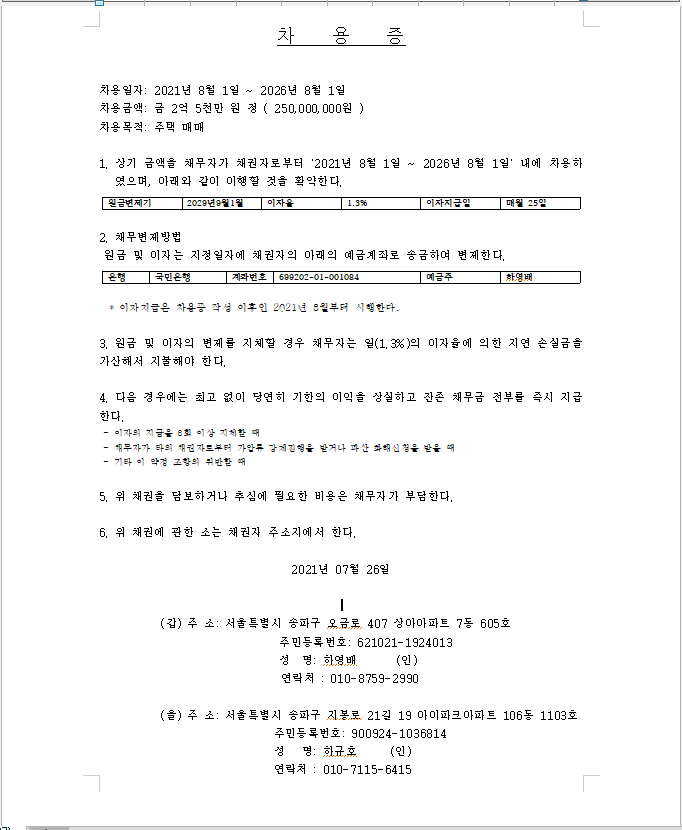 차 용 증
차용일자: 2021년 8월 1일 ~ 2026년 8월 1일
차용금액: 금 2억 5천만 원 정 ( 250,000,000원 )
차용목적: 주택 매매
1. 상기 금액을 채무자가 채권자로부터 '2021년 8월 1일 ~ 2026년 8월 1일' 내에 차용하
였으며, 아래와 같이 이행할 것을 확약한다.
원금변제기 2029년9월1일 이자율 1.3% 이자지급일 매월 25일
2. 채무변제방법
원금 및 이자는 지정일자에 채권자의 아래의 예금계좌로 송금하여 변제한다.
은행 국민은행 계좌번호 699202-01-001084 예금주 하영배
* 이자지급은 차용증 작성 이후인 2021년 8월부터 시행한다.
3. 원금 및 이자의 변제를 지체할 경우 채무자는 일(1.3%)의 이자율에 의한 지연 손실금을
가산해서 지불해야 한다.
4. 다음 경우에는 최고 없이 당연히 기한의 이익을 상실하고 잔존 채무금 전부를 즉시 지급
한다.
- 이자의 지급을 6회 이상 지체할 때
- 채무자가 타의 채권자로부터 가압류 강제집행을 받거나 파산 화해신청을 받을 때
- 기타 이 약정 조항의 위반할 때
5. 위 채권을 담보하거나 추심에 필요한 비용은 채무자가 부담한다.
6. 위 채권에 관한 소는 채권자 주소지에서 한다.
2021년 07월 26일
(갑) 주 소: 서울특별시 송파구 오금로 407 상아아파트 7동 605호
주민등록번호: 621021-1924013
성 명: 하영배 (인)
연락처 : 010-8759-2990
(을) 주 소: 서울특별시 송파구 지봉로 21길 19 아이파크아파트 106동 1103호
주민등록번호: 900924-1036814
성 명: 하규호 (인)
연락처 : 010-7115-6415